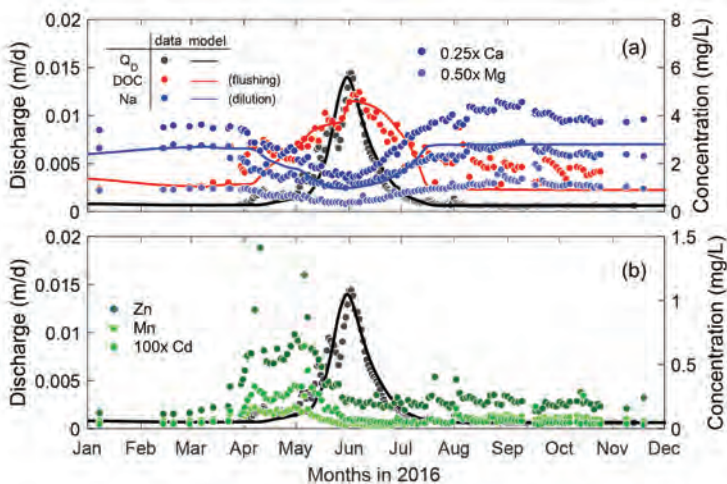 data model
Q_D
DOC (flushing)
Na (dilution)
0.25x Ca
0.50x Mg
(a)
Discharge (m/d)
0.02
0.015
0.01
0.005
0
Concentration (mg/L)
8
6
4
2
0
(b)
Zn
Mn
100x Cd
Discharge (m/d)
0.02
0.015
0.01
0.005
0
Concentration (mg/L)
1.5
1
0.5
0
Jan Feb Mar Apr May Jun Jul Aug Sep Oct Nov Dec
Months in 2016